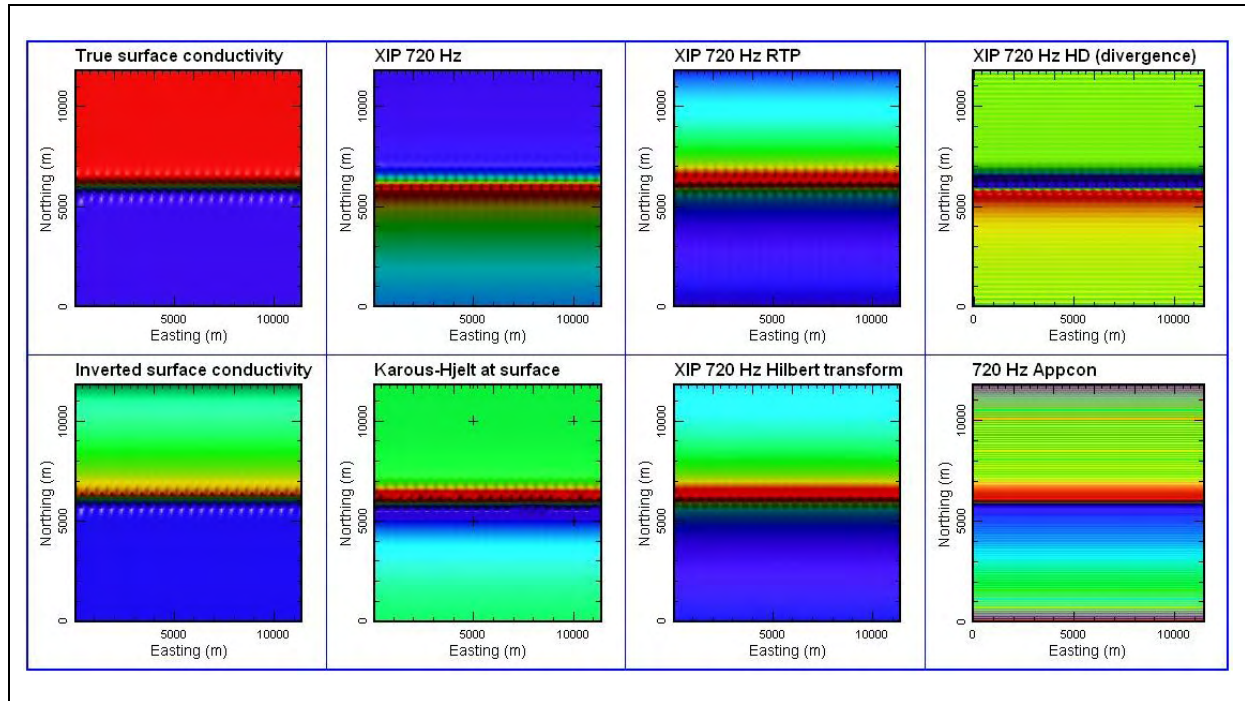 True surface conductivity
Northing (m)
10000
5000
0
5000
10000
Easting (m)
XIP 720 Hz
Northing (m)
10000
5000
0
5000
10000
Easting (m)
XIP 720 Hz RTP
Northing (m)
10000
5000
0
5000
10000
Easting (m)
XIP 720 Hz HD (divergence)
Northing (m)
10000
5000
0
0
5000
10000
Easting (m)
Inverted surface conductivity
Northing (m)
10000
5000
0
5000
10000
Easting (m)
Karous-Hjelt at surface
Northing (m)
10000
5000
0
5000
10000
Easting (m)
XIP 720 Hz Hilbert transform
Northing (m)
10000
5000
0
5000
10000
Easting (m)
720 Hz Appcon
Northing (m)
10000
5000
0
0
5000
10000
Easting (m)